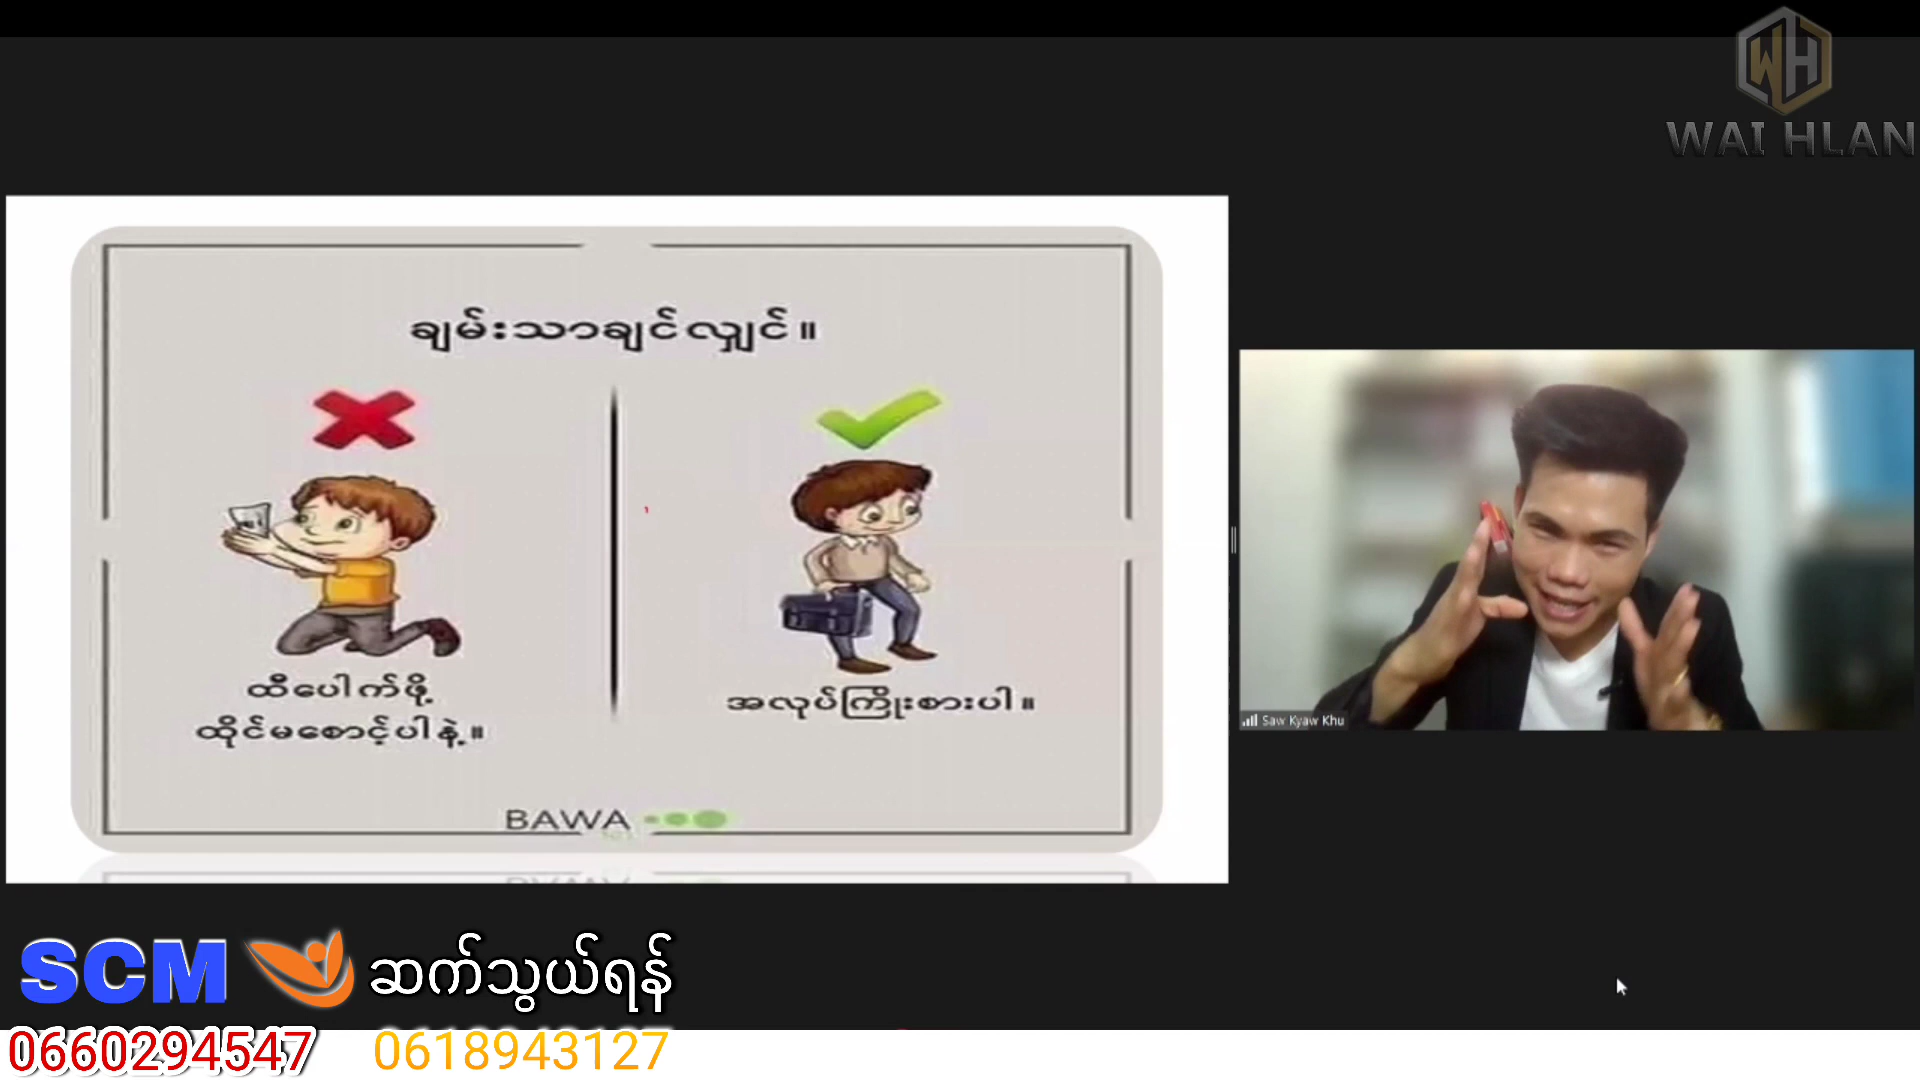 WH
WAI HLAN
ချမ်းသာချင်လျှင်။
ထီပေါက်ဖို့
ထိုင်မစောင့်ပါနဲ့။
အလုပ်ကြိုးစားပါ။
BAWA
Saw Kyaw Khu
SCM ဆက်သွယ်ရန်
0660294547 0618943127